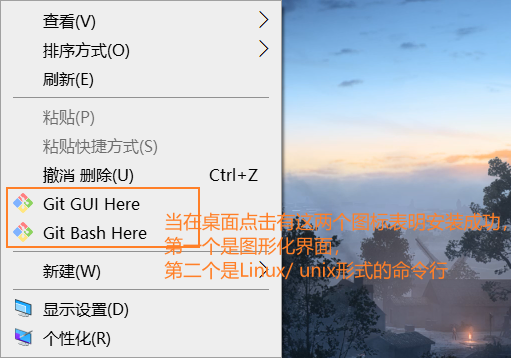 查看(V)
排序方式(O)
刷新(E)
粘贴(P)
粘贴快捷方式(S)
撤消 删除(U) Ctrl+Z
Git GUI Here
Git Bash Here
当在桌面点击有这两个图标表明安装成功,
第一个是图形化界面,
第二个是Linux/ unix形式的命令行
新建(W)
显示设置(D)
个性化(R)